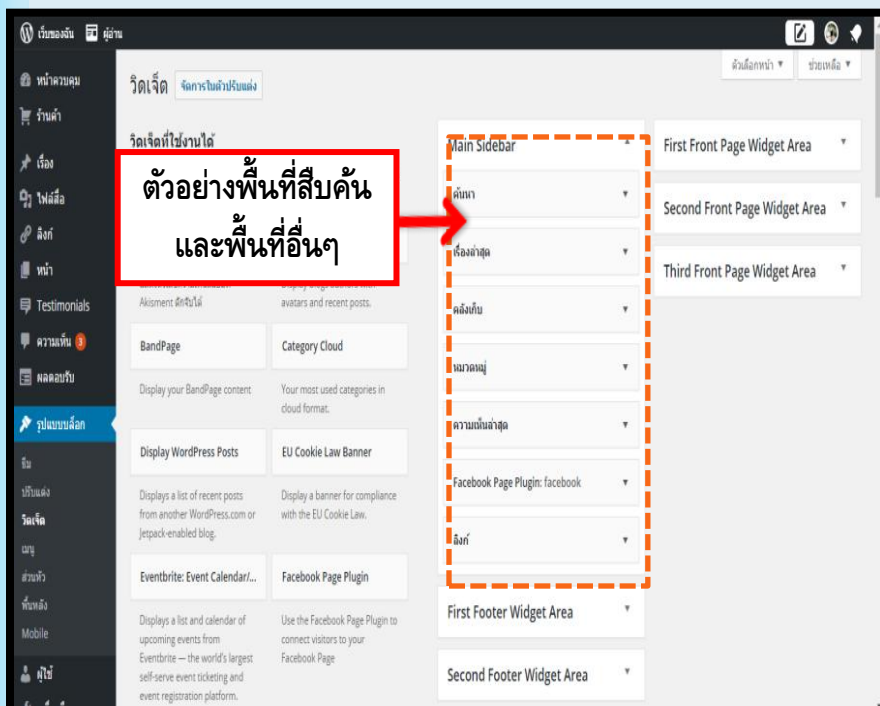 เว็บของฉัน ผู้อ่าน
ตัวเลือกหน้า ▼ ช่วยเหลือ ▼
หน้าควบคุม
ร้านค้า
เรื่อง
ไฟล์สื่อ
ลิงก์
หน้า
Testimonials
ความเห็น 3
ผลตอบรับ
รูปแบบบล็อก
ธีม
ปรับแต่ง
วิดเจ็ต
เมนู
ส่วนหัว
พื้นหลัง
Mobile
ผู้ใช้
วิดเจ็ต จัดการในตัวปรับแต่ง
วิดเจ็ตที่ใช้งานได้
ตัวอย่างพื้นที่สืบค้น
และพื้นที่อื่นๆ
Akisment ดักจับได้
avatars and recent posts.
BandPage
Category Cloud
Display your BandPage content
Your most used categories in
cloud format.
Display WordPress Posts
EU Cookie Law Banner
Displays a list of recent posts
from another WordPress.com or
Jetpack-enabled blog.
Display a banner for compliance
with the EU Cookie Law.
Eventbrite: Event Calendar/...
Facebook Page Plugin
Displays a list and calendar of
upcoming events from
Eventbrite — the world's largest
self-serve event ticketing and
event registration platform.
Use the Facebook Page Plugin to
connect visitors to your
Facebook Page
Main Sidebar
ค้นหา
เรื่องล่าสุด
คลังเก็บ
หมวดหมู่
ความเห็นล่าสุด
Facebook Page Plugin: facebook
ลิงก์
First Footer Widget Area
Second Footer Widget Area
First Front Page Widget Area
Second Front Page Widget Area
Third Front Page Widget Area